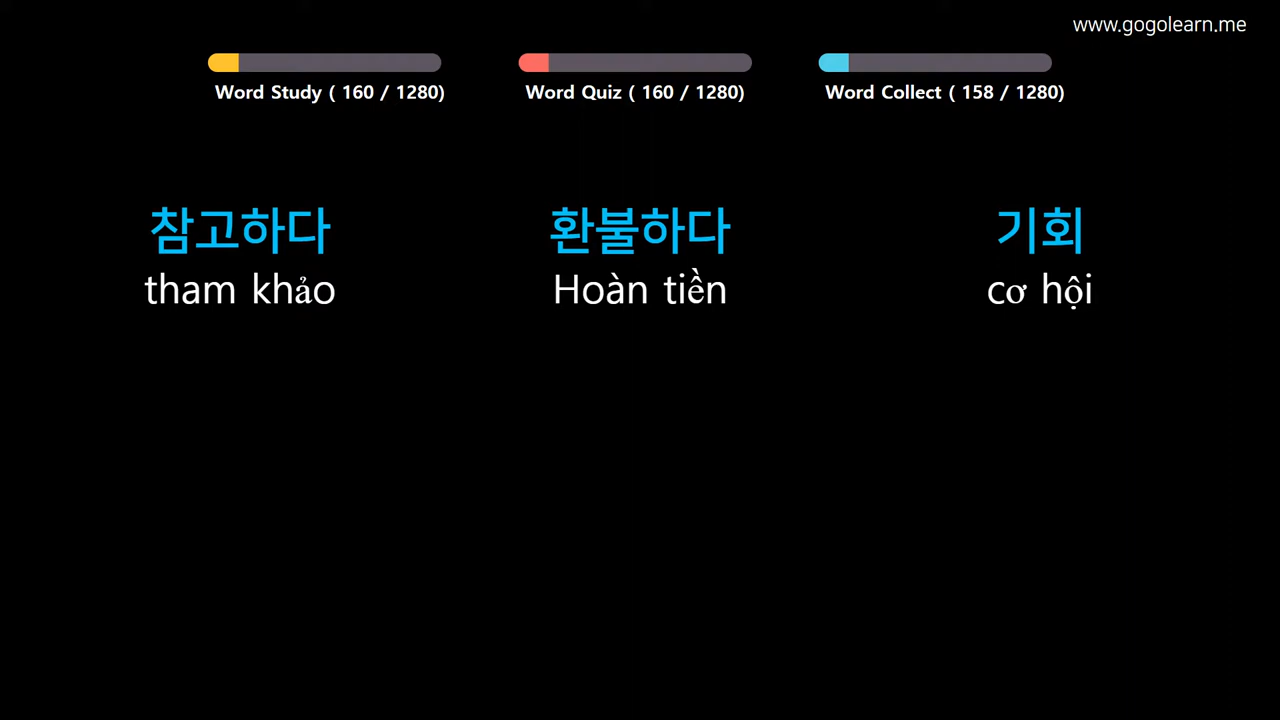 www.gogolearn.me
Word Study ( 160 / 1280)
Word Quiz ( 160 / 1280)
Word Collect ( 158 / 1280)
참고하다
tham khảo
환불하다
Hoàn tiền
기회
cơ hội